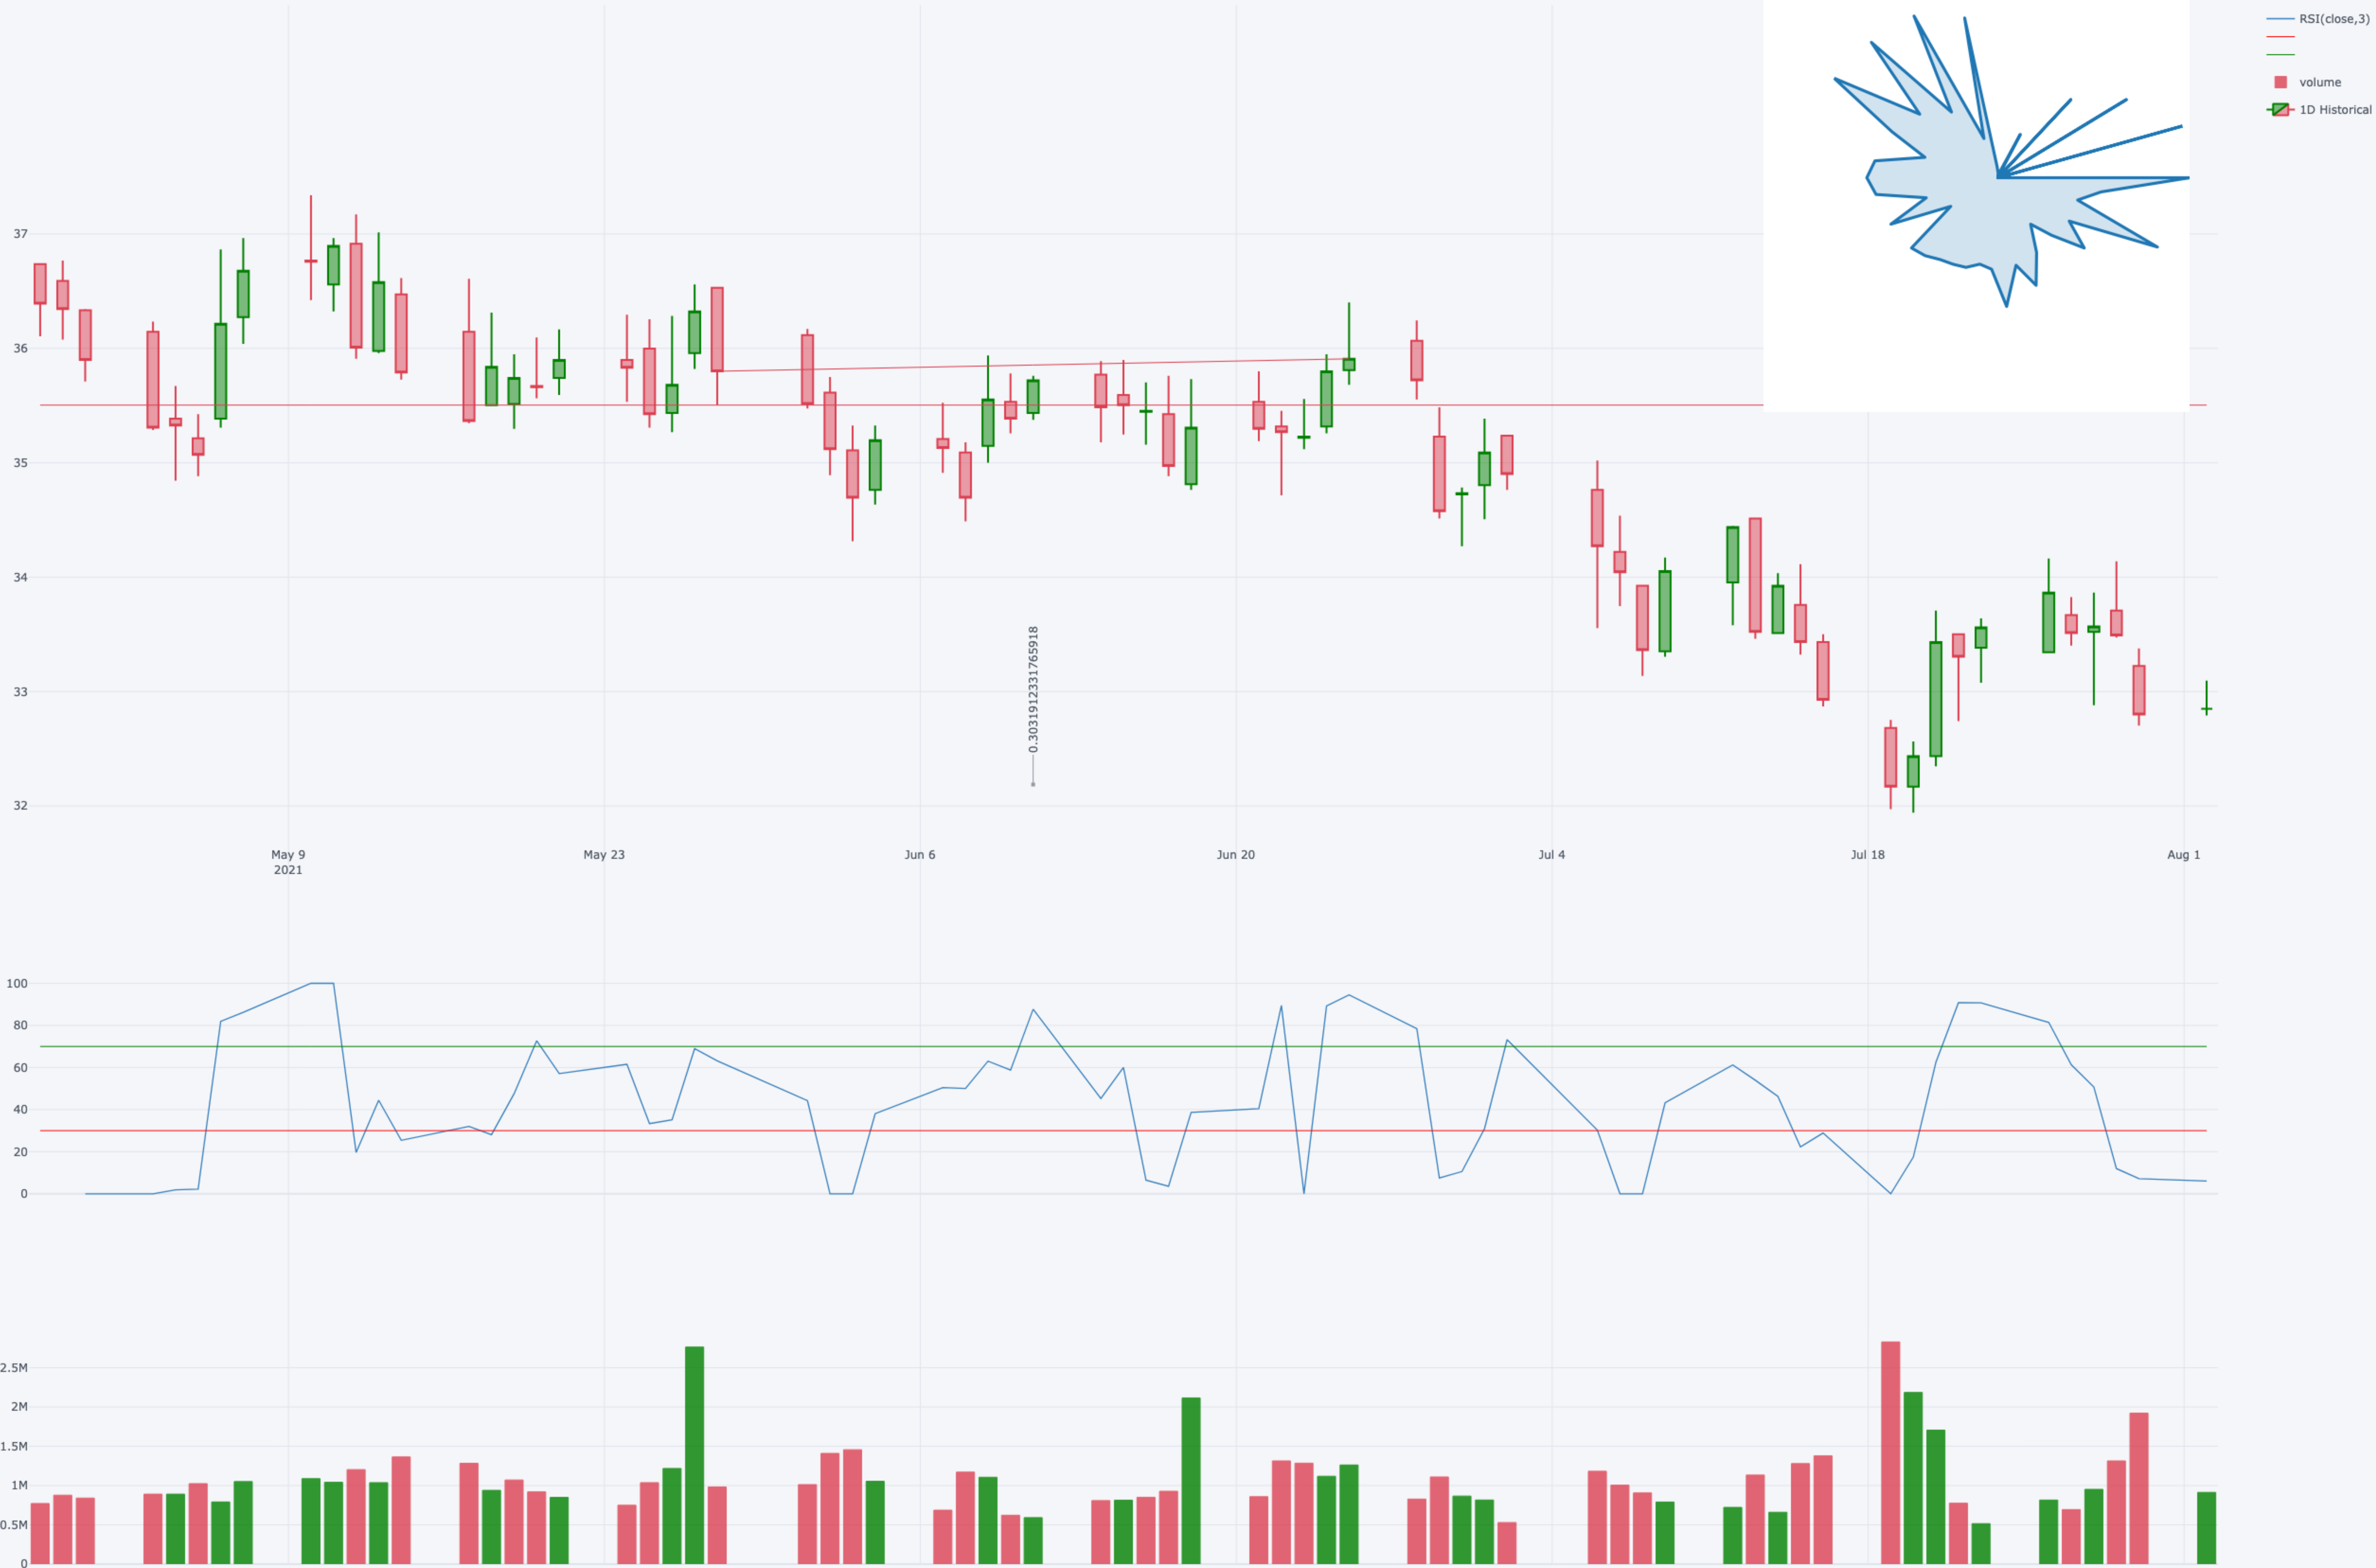 RSI(close,3)
volume
1D Historical
37
36
35
34
33
32
0.3031912331765918
May 9
2021
May 23
Jun 6
Jun 20
Jul 4
Jul 18
Aug 1
100
80
60
40
20
0
2.5M
2M
1.5M
1M
0.5M
0